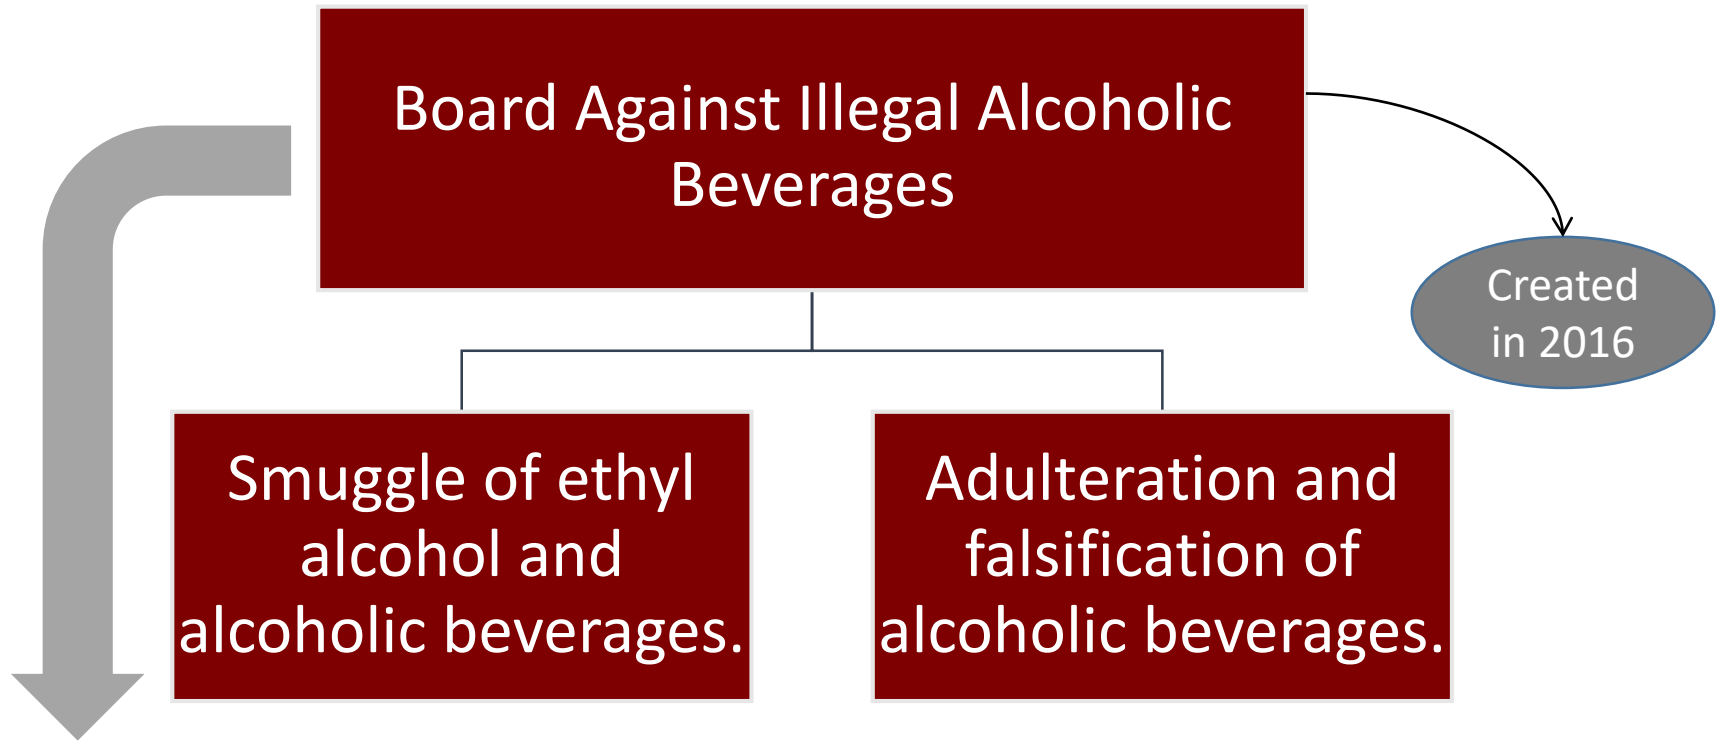 Board Against Illegal Alcoholic
Beverages
Created
in 2016
Smuggle of ethyl
alcohol and
alcoholic beverages.
Adulteration and
falsification of
alcoholic beverages.